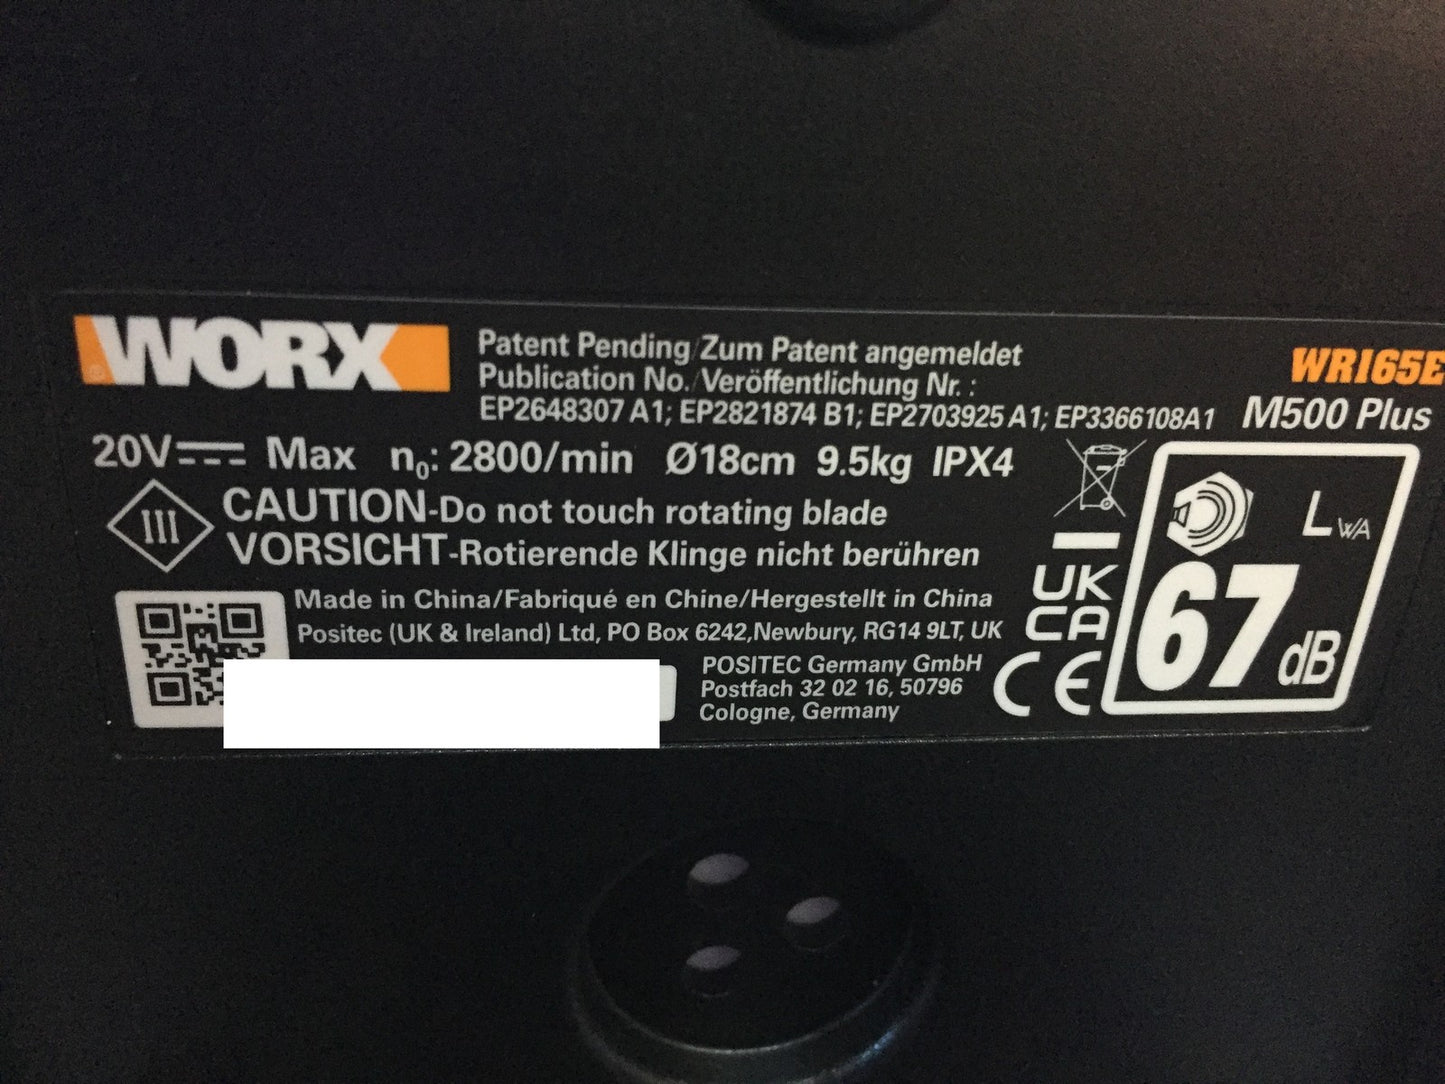 WORX®
Patent Pending/Zum Patent angemeldet
Publication No./Veröffentlichung Nr.:
EP2648307 A1; EP2821874 B1; EP2703925 A1; EP3366108A1
WR165E
M500 Plus
20V Max n0: 2800/min Ø18cm 9.5kg IPX4
III
CAUTION-Do not touch rotating blade
VORSICHT-Rotierende Klinge nicht berühren
Made in China/Fabriqué en Chine/Hergestellt in China
Positec (UK & Ireland) Ltd, PO Box 6242,Newbury, RG14 9LT, UK
POSITEC Germany GmbH
Postfach 32 02 16, 50796
Cologne, Germany
UK
CA
CE
LWA
67 dB